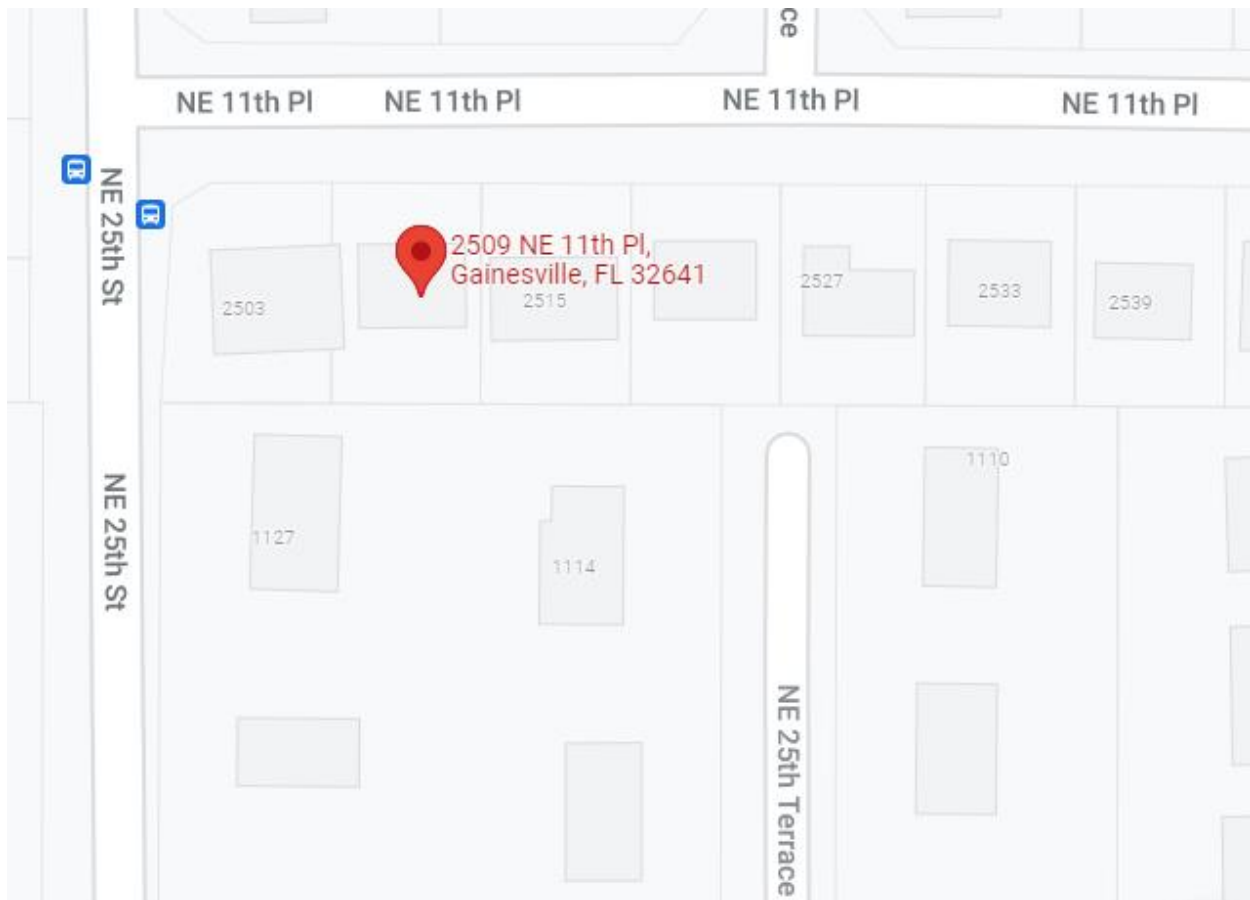 ce
NE 11th Pl
NE 11th Pl
NE 11th Pl
NE 11th Pl
NE 25th St
2509 NE 11th Pl,
Gainesville, FL 32641
2503
2515
2527
2533
2539
NE 25th St
1110
1127
1114
NE 25th Terrace